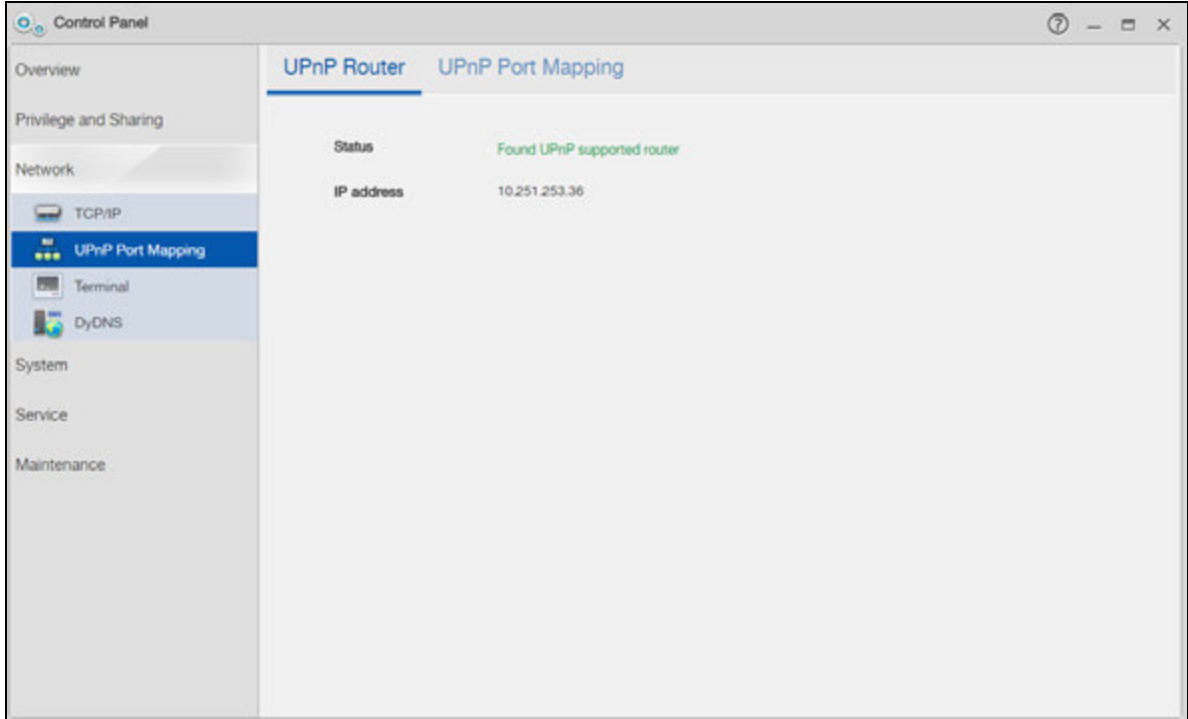 Control Panel
Overview
Privilege and Sharing
Network
TCP/IP
UPnP Port Mapping
Terminal
DyDNS
System
Service
Maintenance
UPnP Router UPnP Port Mapping
Status Found UPnP supported router
IP address 10.251.253.36